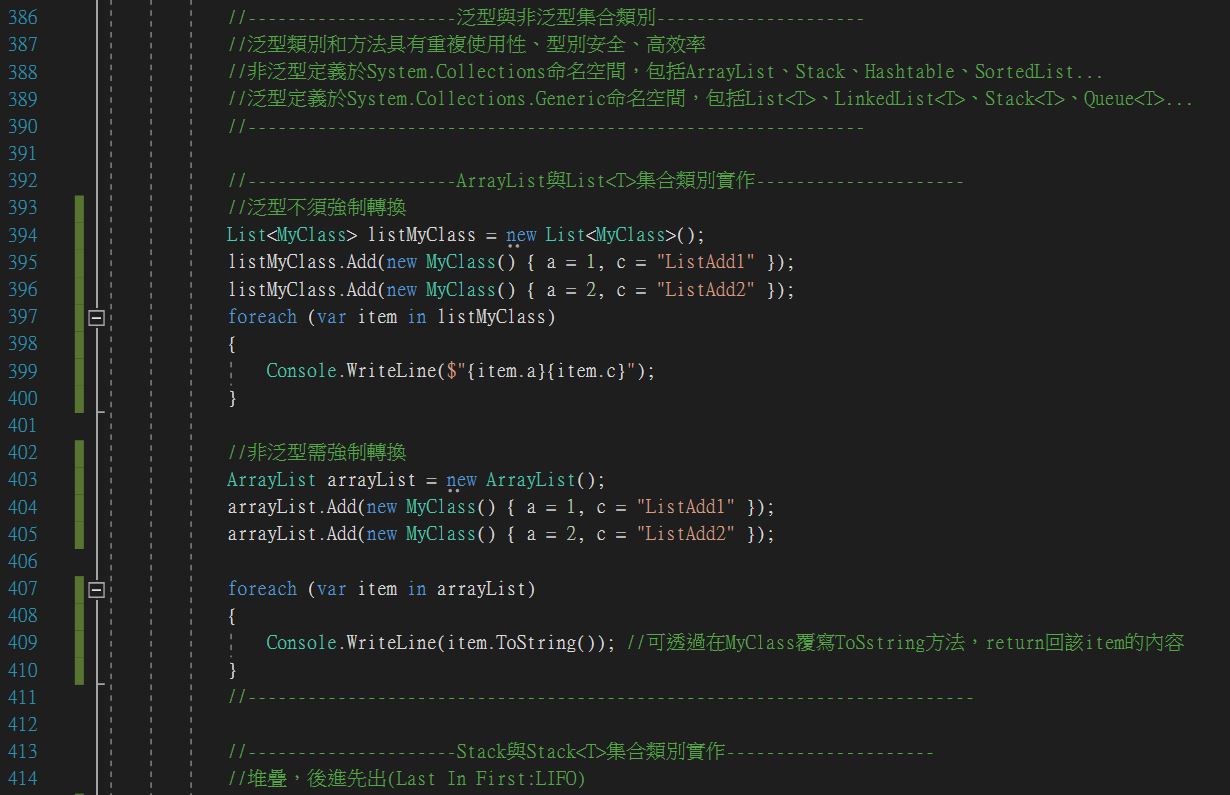 386 //---------------------泛型與非泛型集合類別---------------------
387 //泛型類別和方法具有重複使用性、型別安全、高效率
388 //非泛型定義於System.Collections命名空間，包括ArrayList、Stack、Hashtable、SortedList...
389 //泛型定義於System.Collections.Generic命名空間，包括List<T>、LinkedList<T>、Stack<T>、Queue<T>...
390 //--------------------------------------------------------------
391
392 //---------------------ArrayList與List<T>集合類別實作---------------------
393 //泛型不須強制轉換
394 List<MyClass> listMyClass = new List<MyClass>();
395 listMyClass.Add(new MyClass() { a = 1, c = "ListAdd1" });
396 listMyClass.Add(new MyClass() { a = 2, c = "ListAdd2" });
397 foreach (var item in listMyClass)
398 {
399 Console.WriteLine($"{item.a}{item.c}");
400 }
401
402 //非泛型需強制轉換
403 ArrayList arrayList = new ArrayList();
404 arrayList.Add(new MyClass() { a = 1, c = "ListAdd1" });
405 arrayList.Add(new MyClass() { a = 2, c = "ListAdd2" });
406
407 foreach (var item in arrayList)
408 {
409 Console.WriteLine(item.ToString()); //可透過在MyClass覆寫ToSstring方法，return回該item的內容
410 }
411 //-------------------------------------------------------------------------
412
413 //---------------------Stack與Stack<T>集合類別實作---------------------
414 //堆疊，後進先出(Last In First:LIFO)